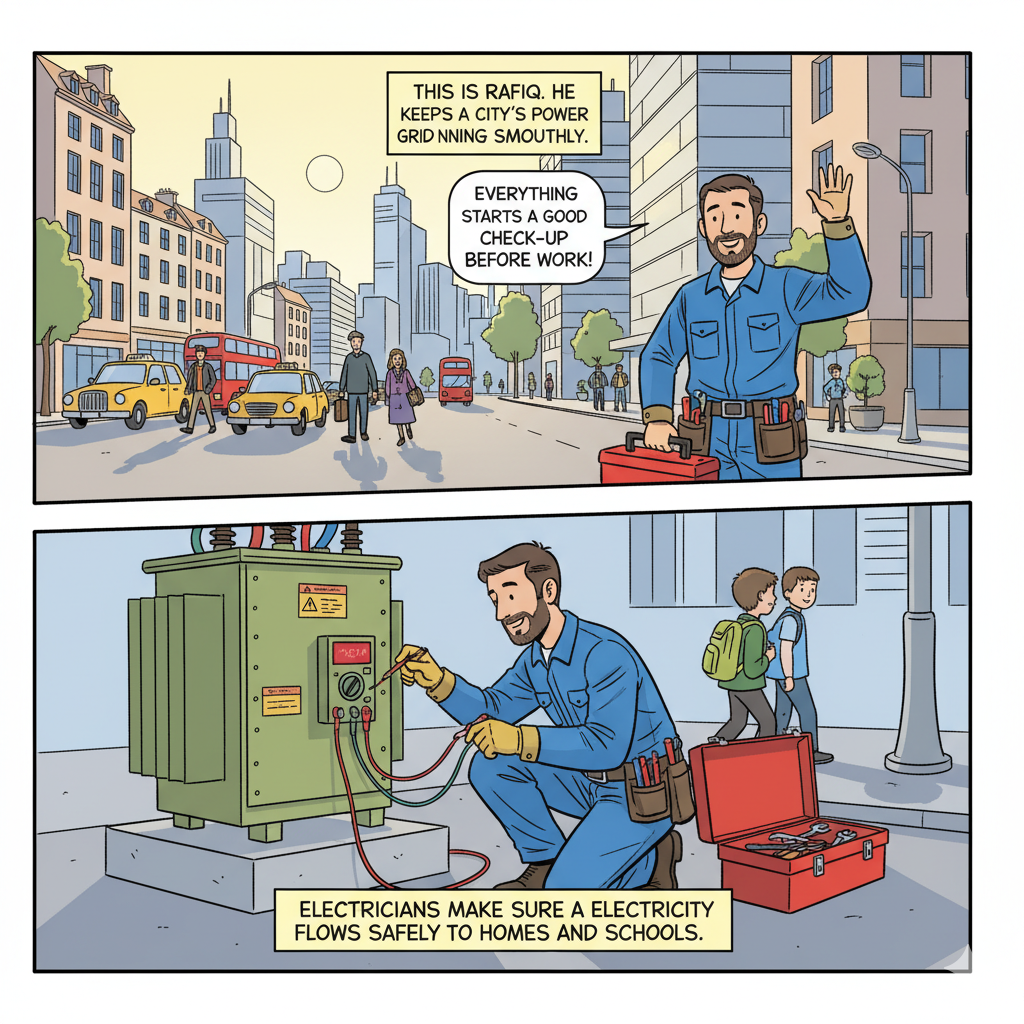 THIS IS RAFIQ. HE
KEEPS A CITY'S POWER
GRID NNING SMOUTHLY.
EVERYTHING
STARTS A GOOD
CHECK-UP
BEFORE WORK!
ELECTRICIANS MAKE SURE A ELECTRICITY
FLOWS SAFELY TO HOMES AND SCHOOLS.